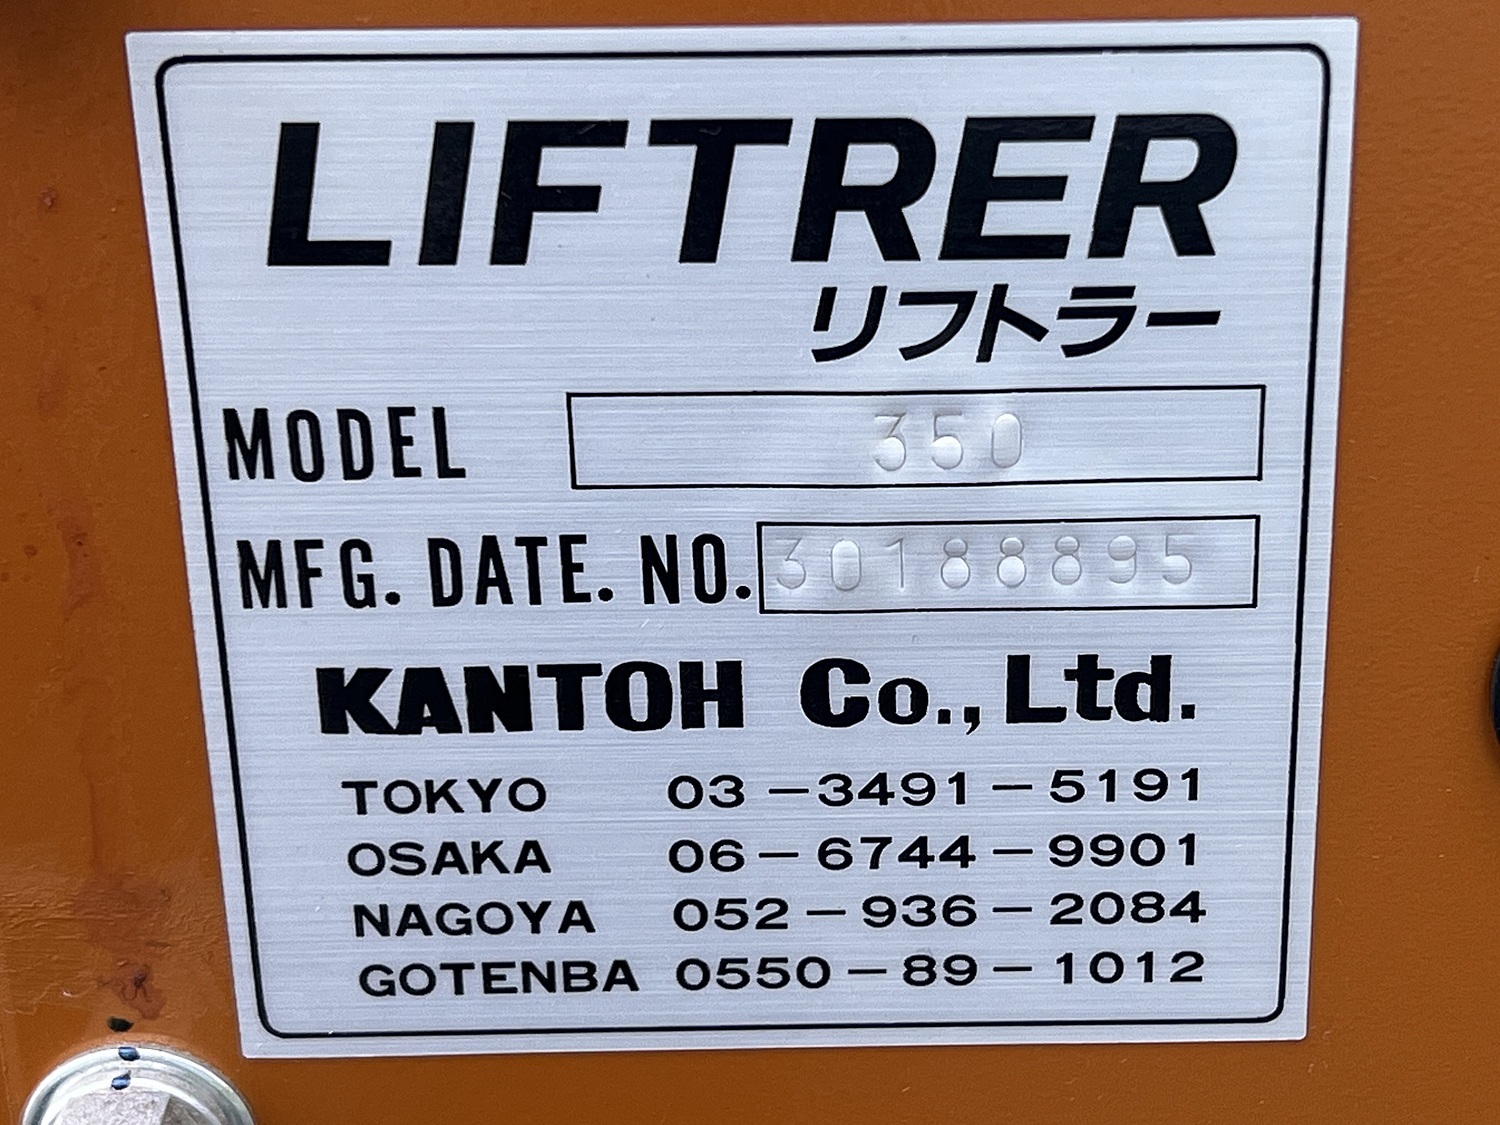 LIFTRER
リフトラー
MODEL 350
MFG. DATE. NO. 30188895
KANTOH Co., Ltd.
TOKYO 03-3491-5191
OSAKA 06-6744-9901
NAGOYA 052-936-2084
GOTENBA 0550-89-1012